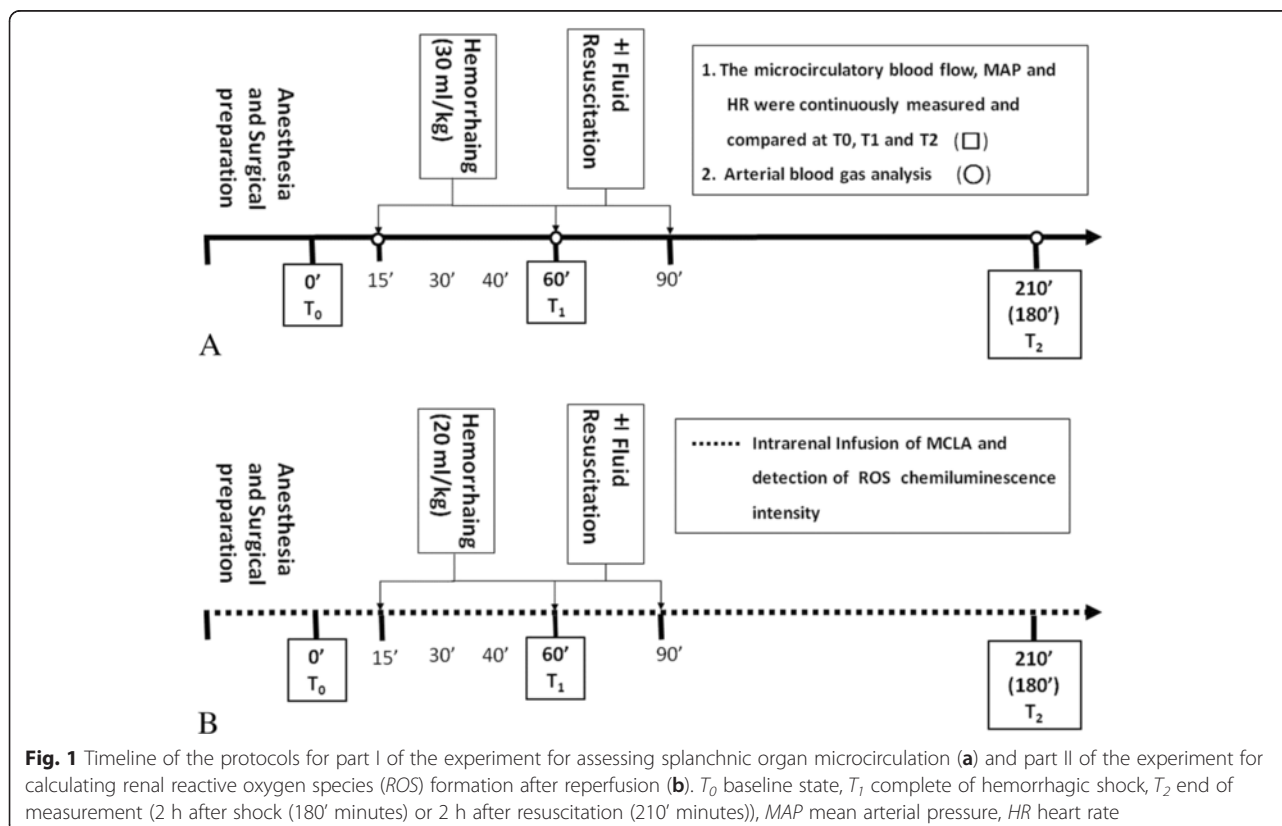 Anesthesia
and Surgical
preparation
Hemorrhaing
(30 ml/kg)
+I Fluid
Resuscitation
1. The microcirculatory blood flow, MAP and
HR were continuously measured and
compared at T0, T1 and T2 (□)
2. Arterial blood gas analysis (○)
0'
T₀
15'
30'
40'
60'
T₁
90'
210'
(180')
T₂
A
Anesthesia
and Surgical
preparation
Hemorrhaing
(20 ml/kg)
+I Fluid
Resuscitation
Intrarenal Infusion of MCLA and
detection of ROS chemiluminescence
intensity
0'
T₀
15'
30'
40'
60'
T₁
90'
210'
(180')
T₂
B
Fig. 1 Timeline of the protocols for part I of the experiment for assessing splanchnic organ microcirculation (a) and part II of the experiment for
calculating renal reactive oxygen species (ROS) formation after reperfusion (b). T₀ baseline state, T₁ complete of hemorrhagic shock, T₂ end of
measurement (2 h after shock (180' minutes) or 2 h after resuscitation (210' minutes)), MAP mean arterial pressure, HR heart rate